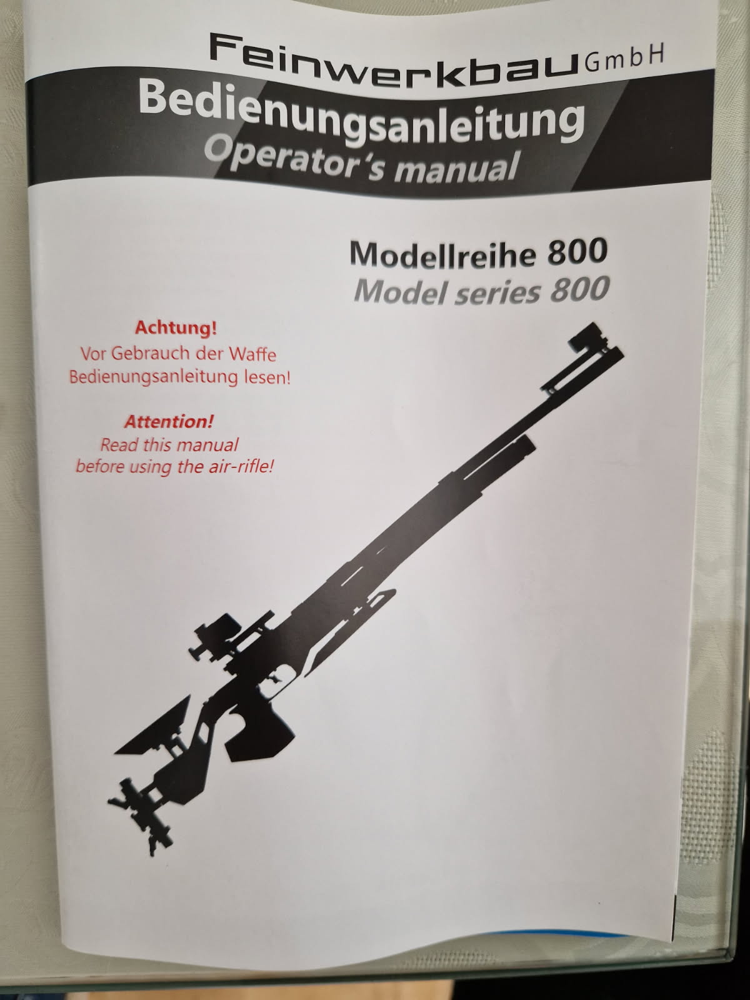 Feinwerkbau GmbH
Bedienungsanleitung
Operator‘s manual
Modellreihe 800
Model series 800
Achtung!
Vor Gebrauch der Waffe
Bedienungsanleitung lesen!
Attention!
Read this manual
before using the air-rifle!